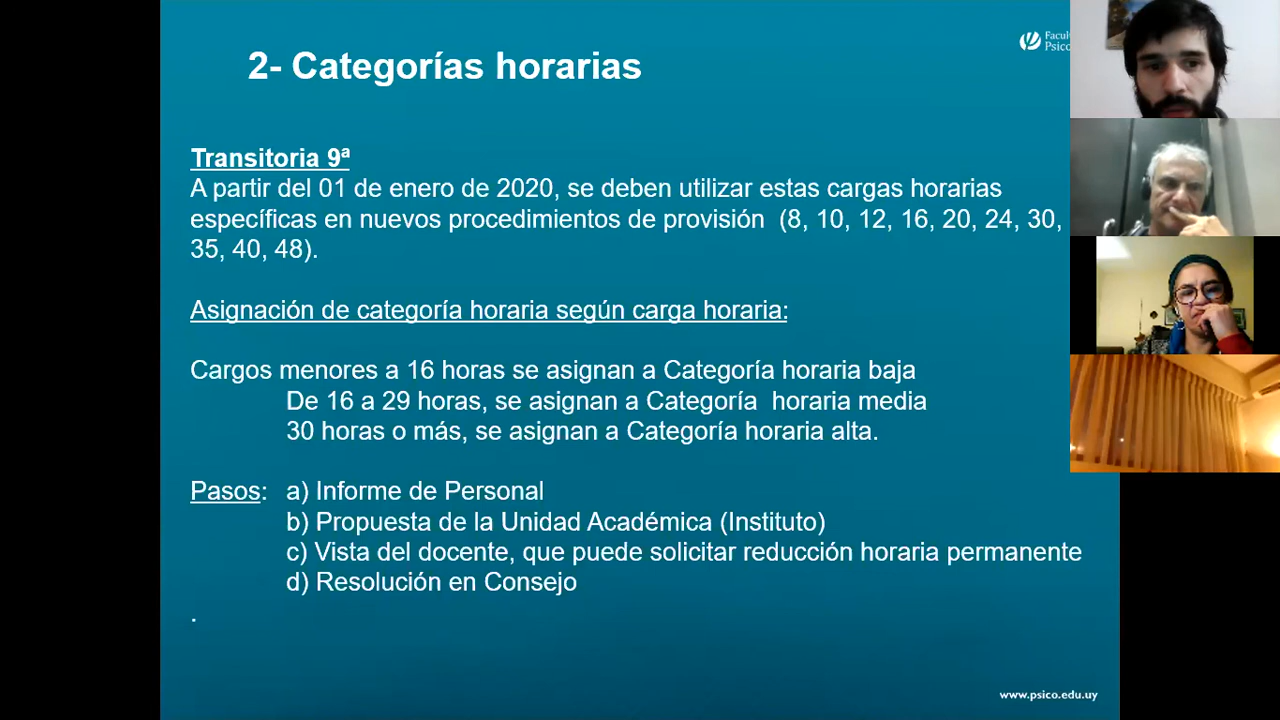 2- Categorías horarias
Transitoria 9ª
A partir del 01 de enero de 2020, se deben utilizar estas cargas horarias
específicas en nuevos procedimientos de provisión (8, 10, 12, 16, 20, 24, 30,
35, 40, 48).
Asignación de categoría horaria según carga horaria:
Cargos menores a 16 horas se asignan a Categoría horaria baja
De 16 a 29 horas, se asignan a Categoría horaria media
30 horas o más, se asignan a Categoría horaria alta.
Pasos: a) Informe de Personal
b) Propuesta de la Unidad Académica (Instituto)
c) Vista del docente, que puede solicitar reducción horaria permanente
d) Resolución en Consejo
.
www.psico.edu.uy